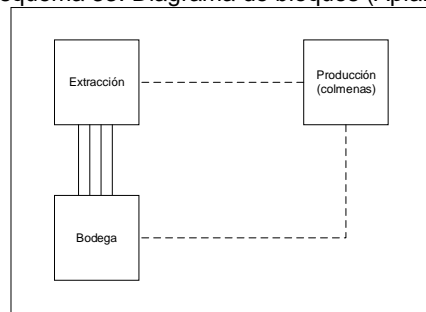 Diagrama de bloques
Extracción
Producción
(colmenas)
Bodega